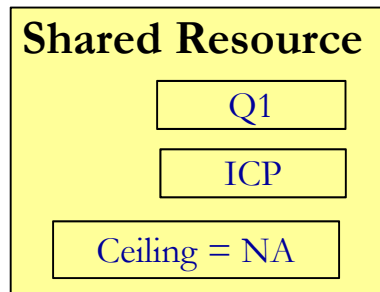 Shared Resource
Q1
ICP
Ceiling = NA